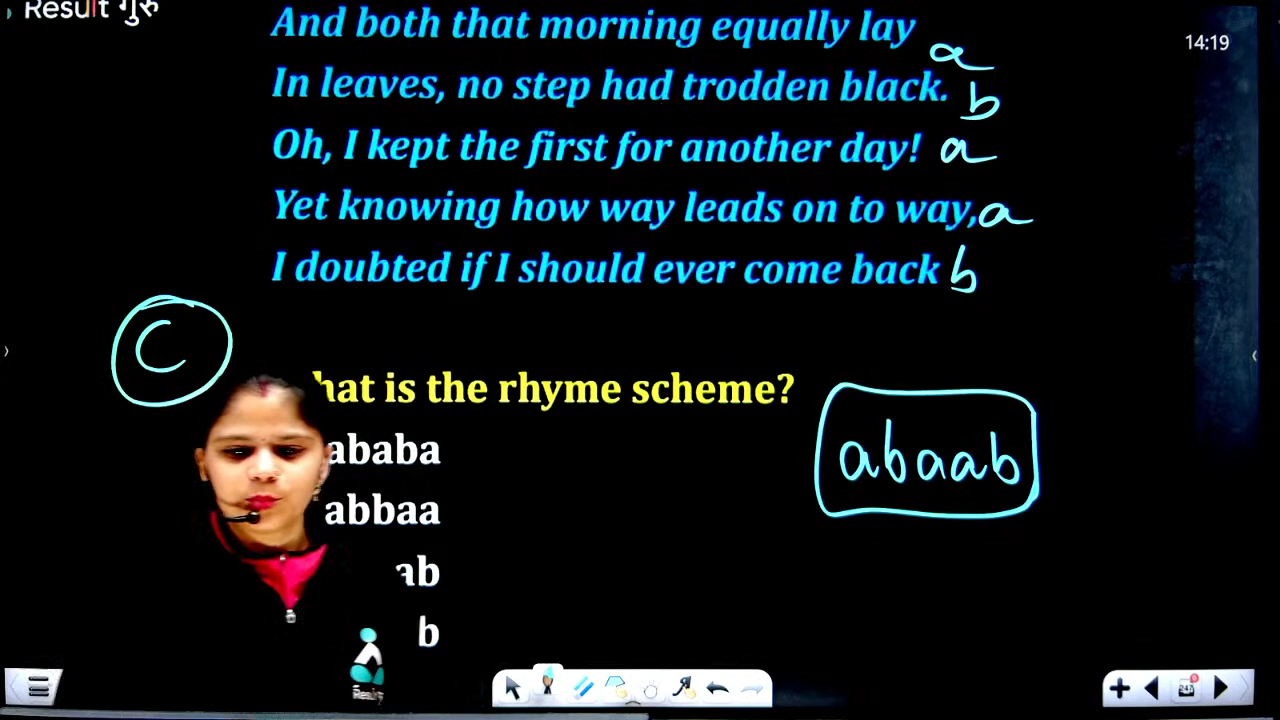 Result गुरु
And both that morning equally lay a
14:19
In leaves, no step had trodden black. b
Oh, I kept the first for another day! a
Yet knowing how way leads on to way, a
I doubted if I should ever come back b
C
hat is the rhyme scheme?
ababa
abbaa
abaab
ab
b
Result